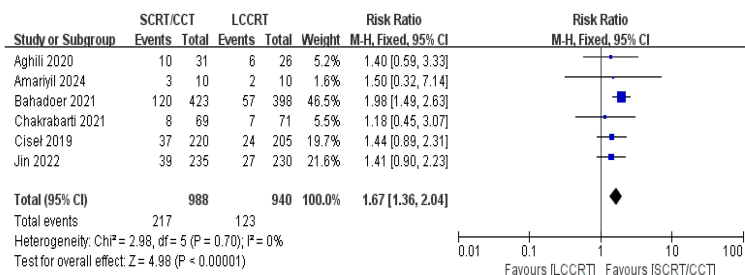 SCRT/CCT LCCRT Risk Ratio Risk Ratio
Study or Subgroup Events Total Events Total Weight M-H, Fixed, 95% CI M-H, Fixed, 95% CI
Aghili 2020 10 31 6 26 5.2% 1.40 [0.59, 3.33]
Amariyil 2024 3 10 2 10 1.6% 1.50 [0.32, 7.14]
Bahadoer 2021 120 423 57 398 46.5% 1.98 [1.49, 2.63]
Chakrabarti 2021 8 69 7 71 5.5% 1.18 [0.45, 3.07]
Ciseł 2019 37 220 24 205 19.7% 1.44 [0.89, 2.31]
Jin 2022 39 235 27 230 21.6% 1.41 [0.90, 2.23]
Total (95% CI) 988 940 100.0% 1.67 [1.36, 2.04]
Total events 217 123
Heterogeneity: Chi² = 2.98, df = 5 (P = 0.70); I² = 0%
Test for overall effect: Z = 4.98 (P < 0.00001)
0.01 0.1 1 10 100
Favours [LCCRT] Favours [SCRT/CCT]